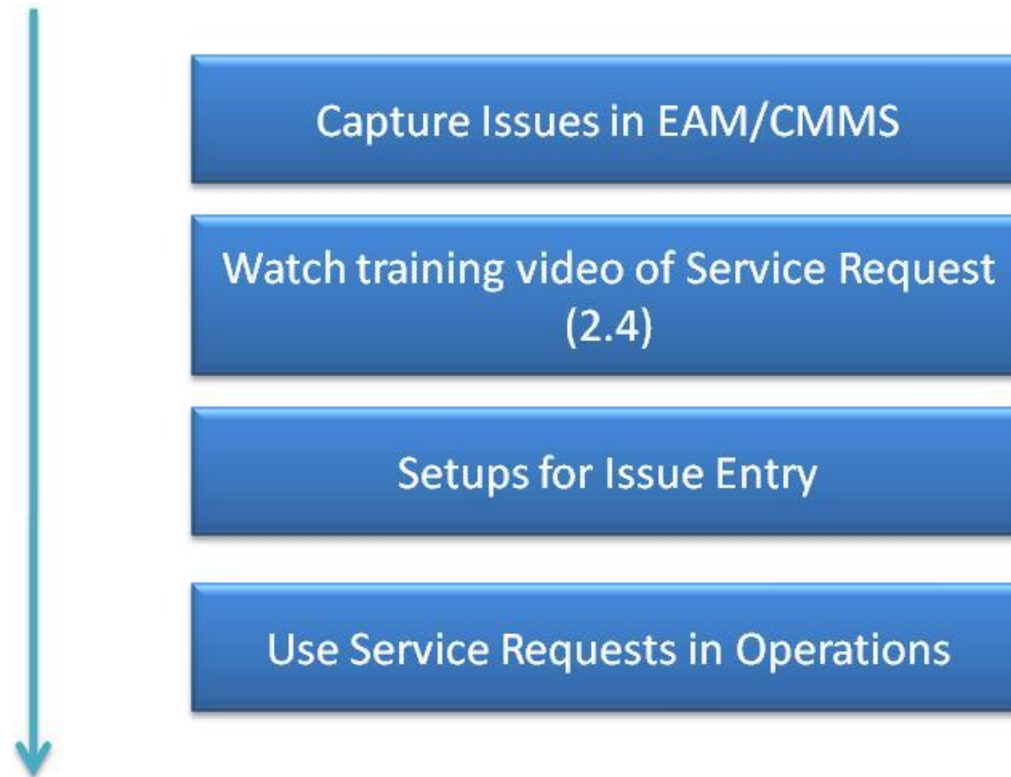 Capture Issues in EAM/CMMS
Watch training video of Service Request
(2.4)
Setups for Issue Entry
Use Service Requests in Operations